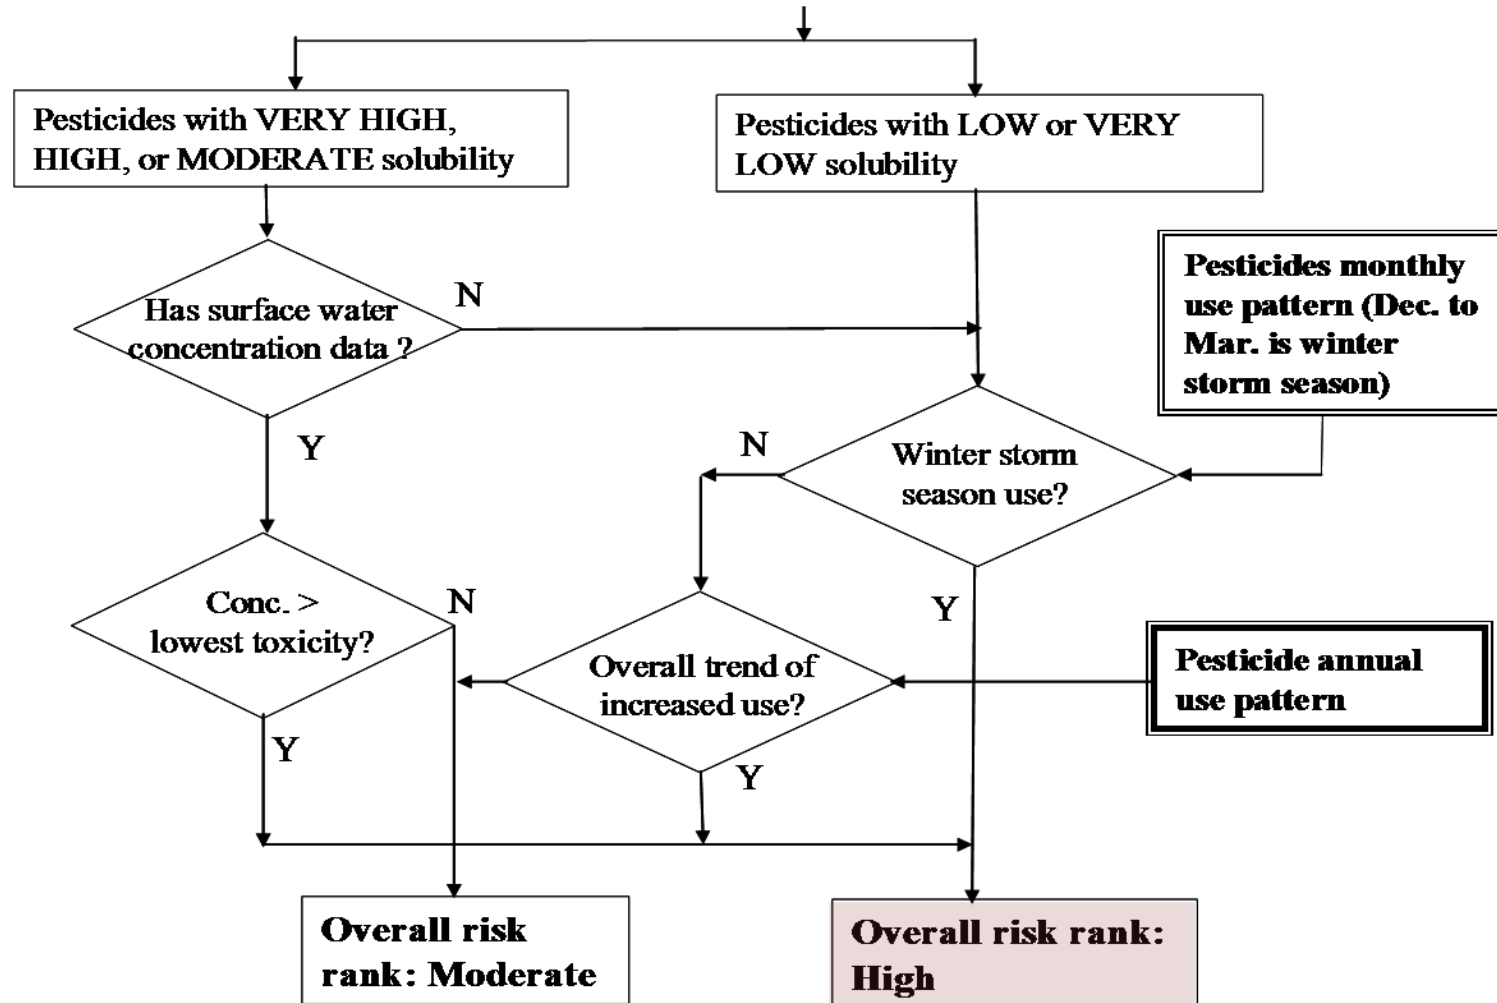 Pesticides with VERY HIGH,
HIGH, or MODERATE solubility
Pesticides with LOW or VERY
LOW solubility
Has surface water
concentration data ?
N
Pesticides monthly
use pattern (Dec. to
Mar. is winter
storm season)
Y
N
Winter storm
season use?
Conc. >
lowest toxicity?
N
Y
Overall trend of
increased use?
Pesticide annual
use pattern
Y
Y
Overall risk
rank: Moderate
Overall risk rank:
High